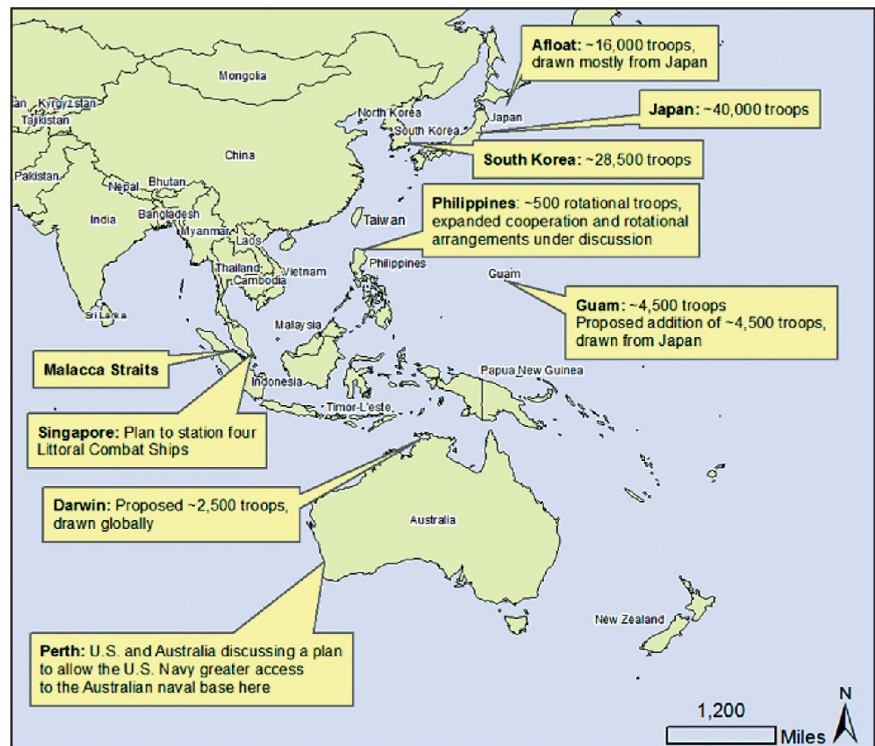 Afloat: ~16,000 troops,
drawn mostly from Japan
Mongolia
an
Kyrgyzstan
Tajikistan
North Korea
Japan
Japan: ~40,000 troops
South Korea
China
South Korea: ~28,500 troops
Pakistan
Nepal
Bhutan
Philippines: ~500 rotational troops,
expanded cooperation and rotational
arrangements under discussion
Bangladesh
India
Taiwan
Myanmar
Laos
Thailand
Vietnam
Cambodia
Philippines
Guam
Sri Lanka
Guam: ~4,500 troops
Proposed addition of ~4,500 troops,
drawn from Japan
Malaysia
Malacca Straits
Indonesia
Papua New Guinea
Timor-L'este
Singapore: Plan to station four
Littoral Combat Ships
Darwin: Proposed ~2,500 troops,
drawn globally
Australia
New Zealand
Perth: U.S. and Australia discussing a plan
to allow the U.S. Navy greater access
to the Australian naval base here
N
1,200
Miles